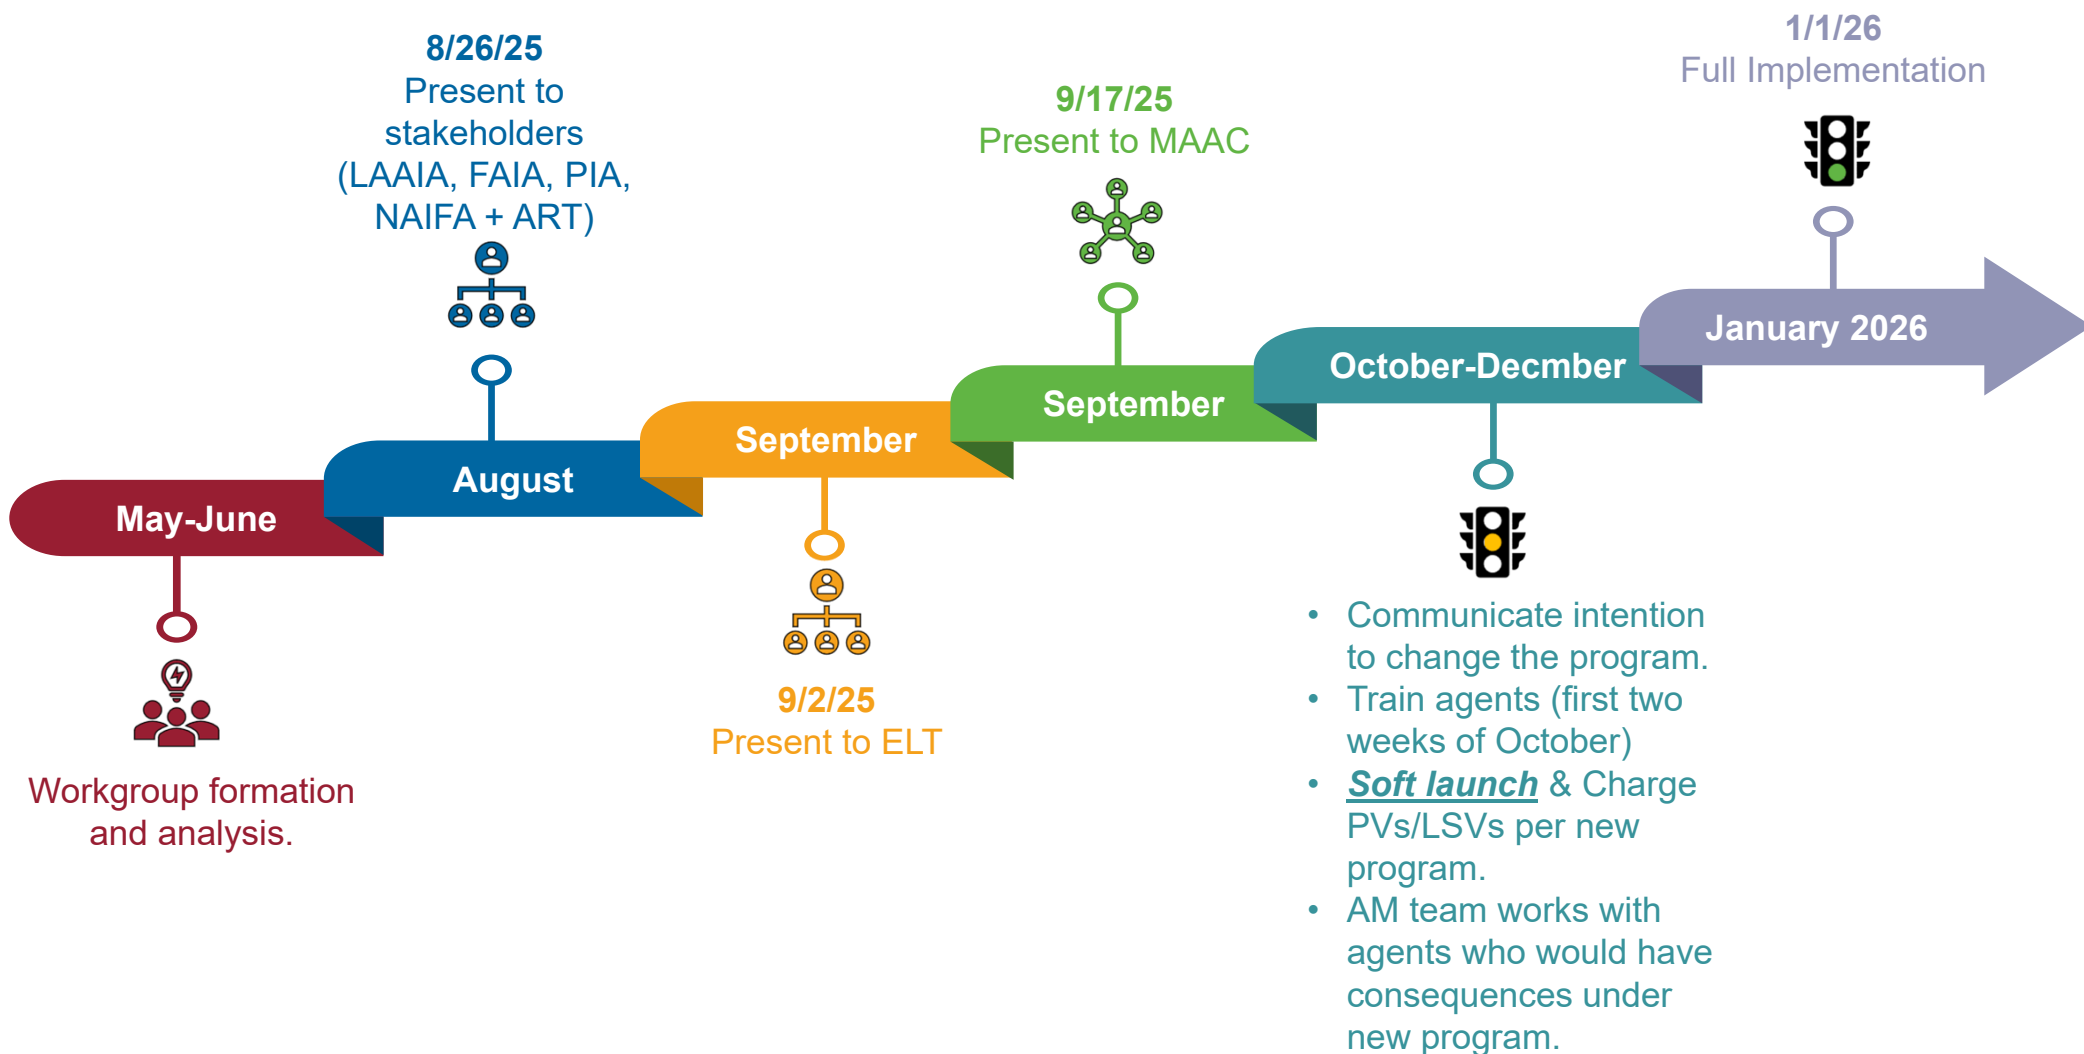 May-June
Workgroup formation
and analysis.
8/26/25
Present to
stakeholders
(LAAIA, FAIA, PIA,
NAIFA + ART)
August
September
9/2/25
Present to ELT
9/17/25
Present to MAAC
September
October-Decmber
• Communicate intention
to change the program.
• Train agents (first two
weeks of October)
• Soft launch & Charge
PVs/LSVs per new
program.
• AM team works with
agents who would have
consequences under
new program.
1/1/26
Full Implementation
January 2026